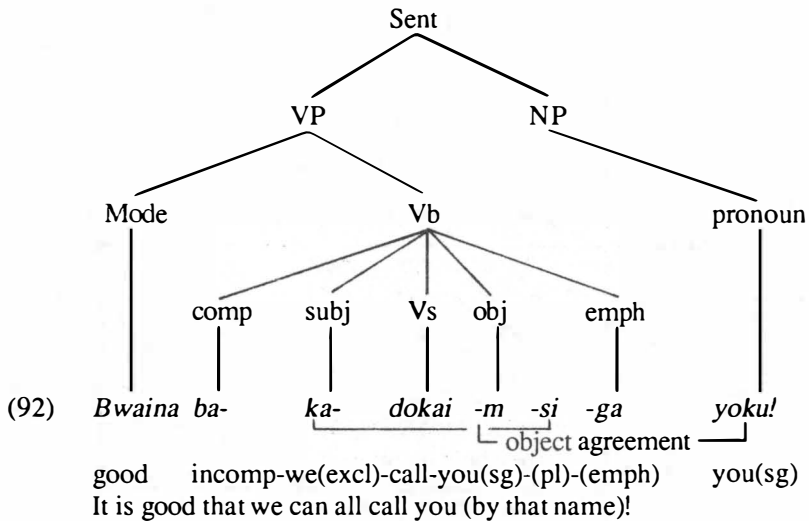 Sent
VP NP
Mode Vb pronoun
comp subj Vs obj emph
(92) Bwaina ba- ka- dokai -m -si -ga yoku!
object agreement
good incomp-we(excl)-call-you(sg)-(pl)-(emph) you(sg)
It is good that we can all call you (by that name)!